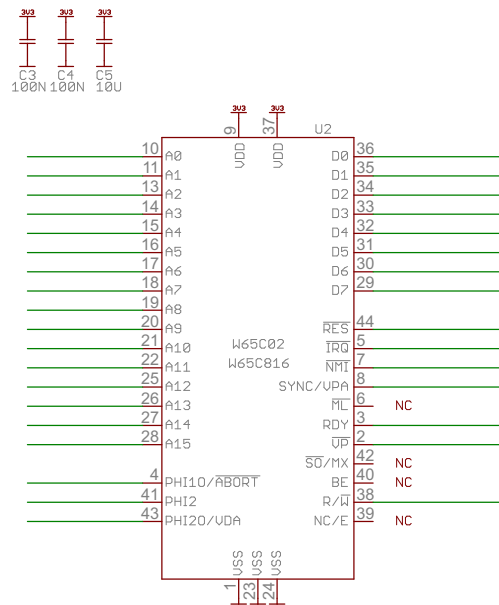 3V3 3V3 3V3
C3 C4 C5
100N 100N 10U
3V3 3V3
9 37 U2
VDD VDD
10 A0 D0 36
11 A1 D1 35
13 A2 D2 34
14 A3 D3 33
15 A4 D4 32
16 A5 D5 31
17 A6 D6 30
18 A7 D7 29
19 A8
20 A9 RES 44
21 A10 W65C02 IRQ 5
22 A11 W65C816 NMI 7
25 A12 SYNC/VPA 8
26 A13 ML 6 NC
27 A14 RDY 3
28 A15 VP 2
SO/MX 42 NC
4 PHI1O/ABORT BE 40 NC
41 PHI2 R/W 38
43 PHI2O/VDA NC/E 39 NC
VSS VSS VSS
1 23 24